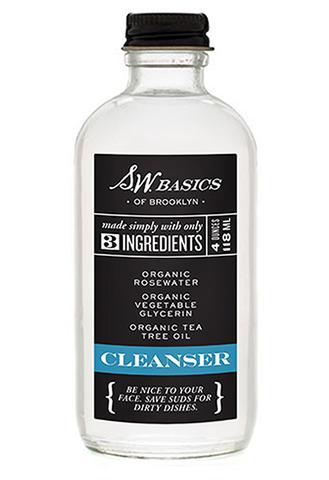 SW BASICS
• OF BROOKLYN •
made simply with only
3 INGREDIENTS
4 OUNCES
118 ML
ORGANIC
ROSEWATER
ORGANIC
VEGETABLE
GLYCERIN
ORGANIC TEA
TREE OIL
CLEANSER
{ BE NICE TO YOUR
FACE. SAVE SUDS FOR
DIRTY DISHES. }